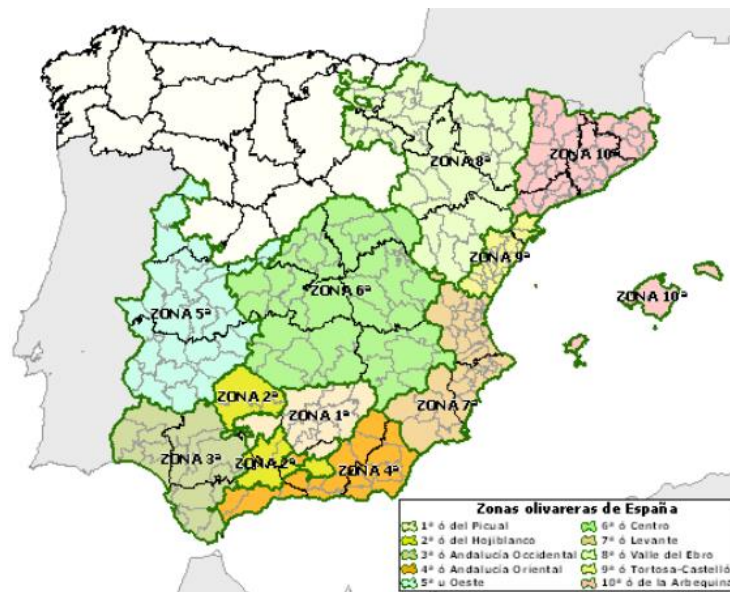 ZONA 8ª
ZONA 10ª
ZONA 9ª
ZONA 6ª
ZONA 10ª
ZONA 5ª
ZONA 2ª
ZONA 1ª
ZONA 7ª
ZONA 3ª
ZONA 2ª
ZONA 4ª
Zonas olivareras de España
1ª ó del Picual
2ª ó del Hojiblanco
3ª ó Andalucía Occidental
4ª ó Andalucía Oriental
5ª u Oeste
6ª ó Centro
7ª ó Levante
8ª ó Valle del Ebro
9ª ó Tortosa-Castelló
10ª ó de la Arbequina